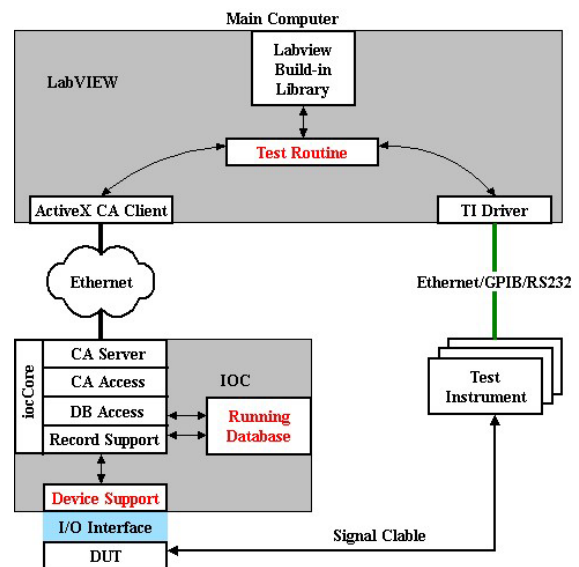 Main Computer
LabVIEW
Labview
Build-in
Library
Test Routine
ActiveX CA Client
TI Driver
Ethernet
Ethernet/GPIB/RS232
iocCore
CA Server
CA Access
DB Access
Record Support
IOC
Running
Database
Test
Instrument
Device Support
I/O Interface
DUT
Signal Clable